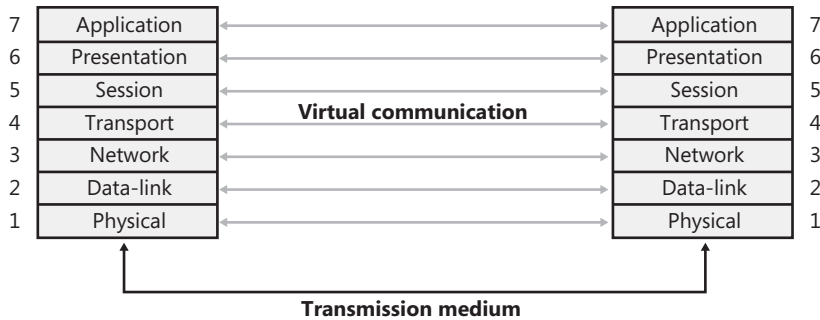 7 Application Application 7
6 Presentation Presentation 6
5 Session Session 5
Virtual communication
4 Transport Transport 4
3 Network Network 3
2 Data-link Data-link 2
1 Physical Physical 1
Transmission medium